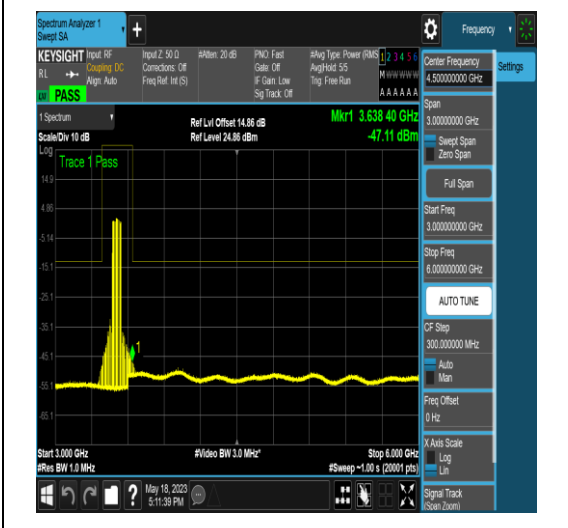 Spectrum Analyzer 1
Swept SA
+
Frequency
KEYSIGHT
RL
PASS
Input: RF
Coupling: DC
Align: Auto
Input Z: 50 Ω
Corrections: Off
Freq Ref: Int (S)
#Atten: 20 dB
PNO: Fast
Gate: Off
IF Gain: Low
Sig Track: Off
#Avg Type: Power (RMS
Avg|Hold: 5/5
Trig: Free Run
1 2 3 4 5 6
M W W W W W
A A A A A A
1 Spectrum
Scale/Div 10 dB
Ref Lvl Offset 14.86 dB
Ref Level 24.86 dBm
Mkr1 3.638 40 GHz
-47.11 dBm
Log
Trace 1 Pass
14.9
4.86
-5.14
-15.1
-25.1
-35.1
-45.1
-55.1
-65.1
1
Start 3.000 GHz
#Res BW 1.0 MHz
#Video BW 3.0 MHz*
Stop 6.000 GHz
#Sweep ~1.00 s (20001 pts)
May 18, 2023
5:11:39 PM
?
Center Frequency
4.500000000 GHz
Span
3.00000000 GHz
Swept Span
Zero Span
Full Span
Start Freq
3.000000000 GHz
Stop Freq
6.000000000 GHz
AUTO TUNE
CF Step
300.000000 MHz
Auto
Man
Freq Offset
0 Hz
X Axis Scale
Log
Lin
Signal Track
(Span Zoom)
Settings